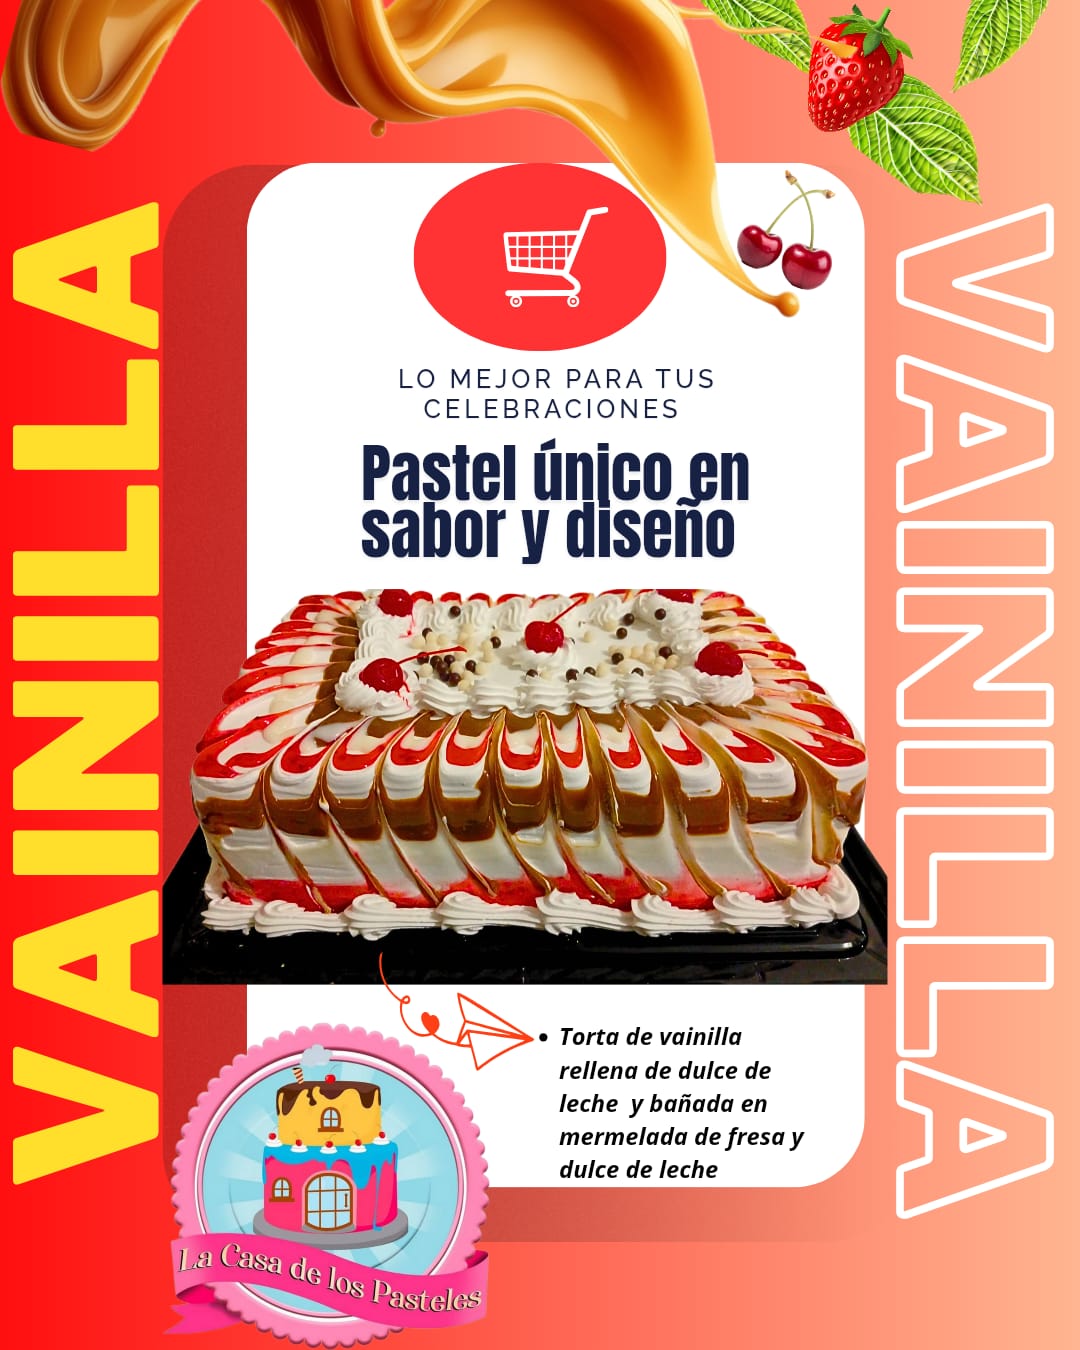 VAINILLA
LO MEJOR PARA TUS
CELEBRACIONES
Pastel único en
sabor y diseño
VAINILLA
• Torta de vainilla
rellena de dulce de
leche y bañada en
mermelada de fresa y
dulce de leche
La Casa de los Pasteles